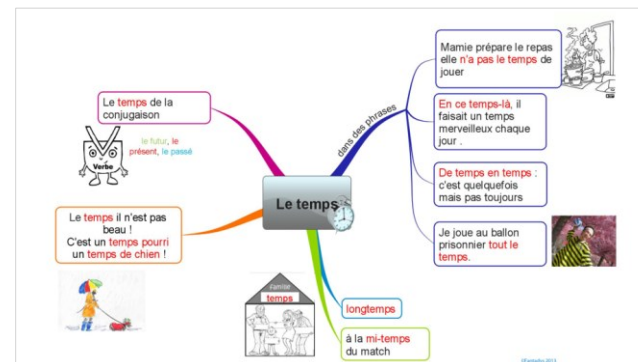 Le temps
Le temps de la
conjugaison
le futur, le
présent, le passé
Verbe
Le temps il n'est pas
beau !
C'est un temps pourri
un temps de chien !
Famille
temps
longtemps
à la mi-temps
du match
dans des phrases
Mamie prépare le repas
elle n'a pas le temps de
jouer
En ce temps-là, il
faisait un temps
merveilleux chaque
jour .
De temps en temps :
c'est quelquefois
mais pas toujours
Je joue au ballon
prisonnier tout le
temps.